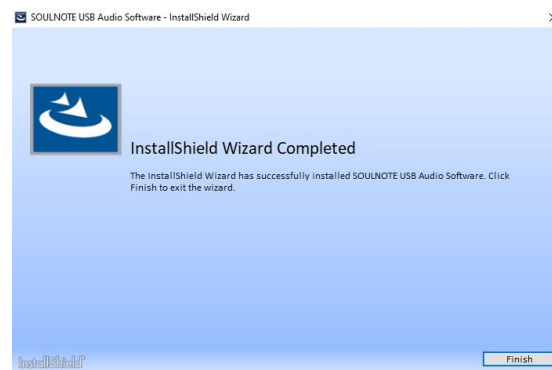 SOULNOTE USB Audio Software - InstallShield Wizard
InstallShield Wizard Completed
The InstallShield Wizard has successfully installed SOULNOTE USB Audio Software. Click
Finish to exit the wizard.
InstallShield
Finish